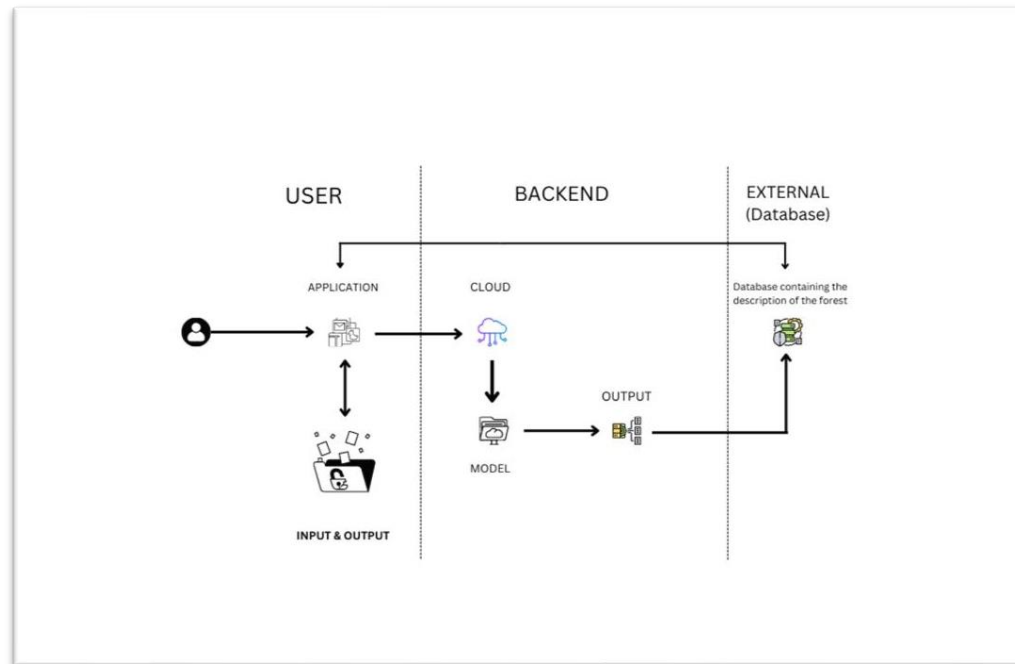 USER
BACKEND
EXTERNAL
(Database)
APPLICATION
CLOUD
Database containing the
description of the forest
OUTPUT
MODEL
INPUT & OUTPUT